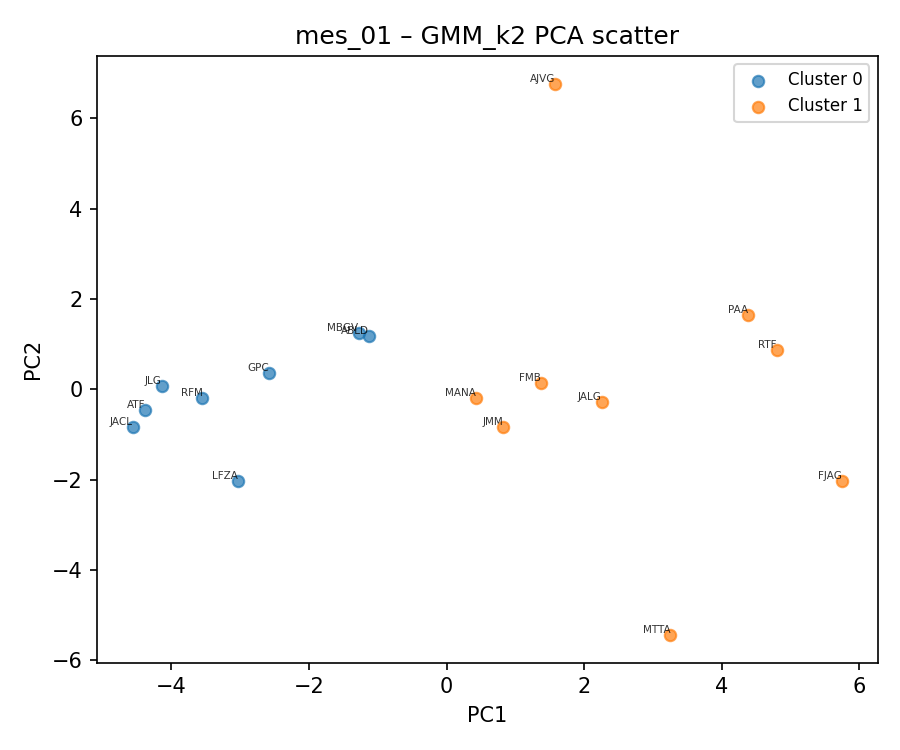 mes_01 – GMM_k2 PCA scatter
Cluster 0
Cluster 1
AJVG
PAA
RTF
MBGV
GPC
JLG
RFM
ATF
JACL
LFZA
FMB
MANA
JALG
JMM
FJAG
MTTA
6
4
2
0
−2
−4
−6
PC2
−4
−2
0
2
4
6
PC1